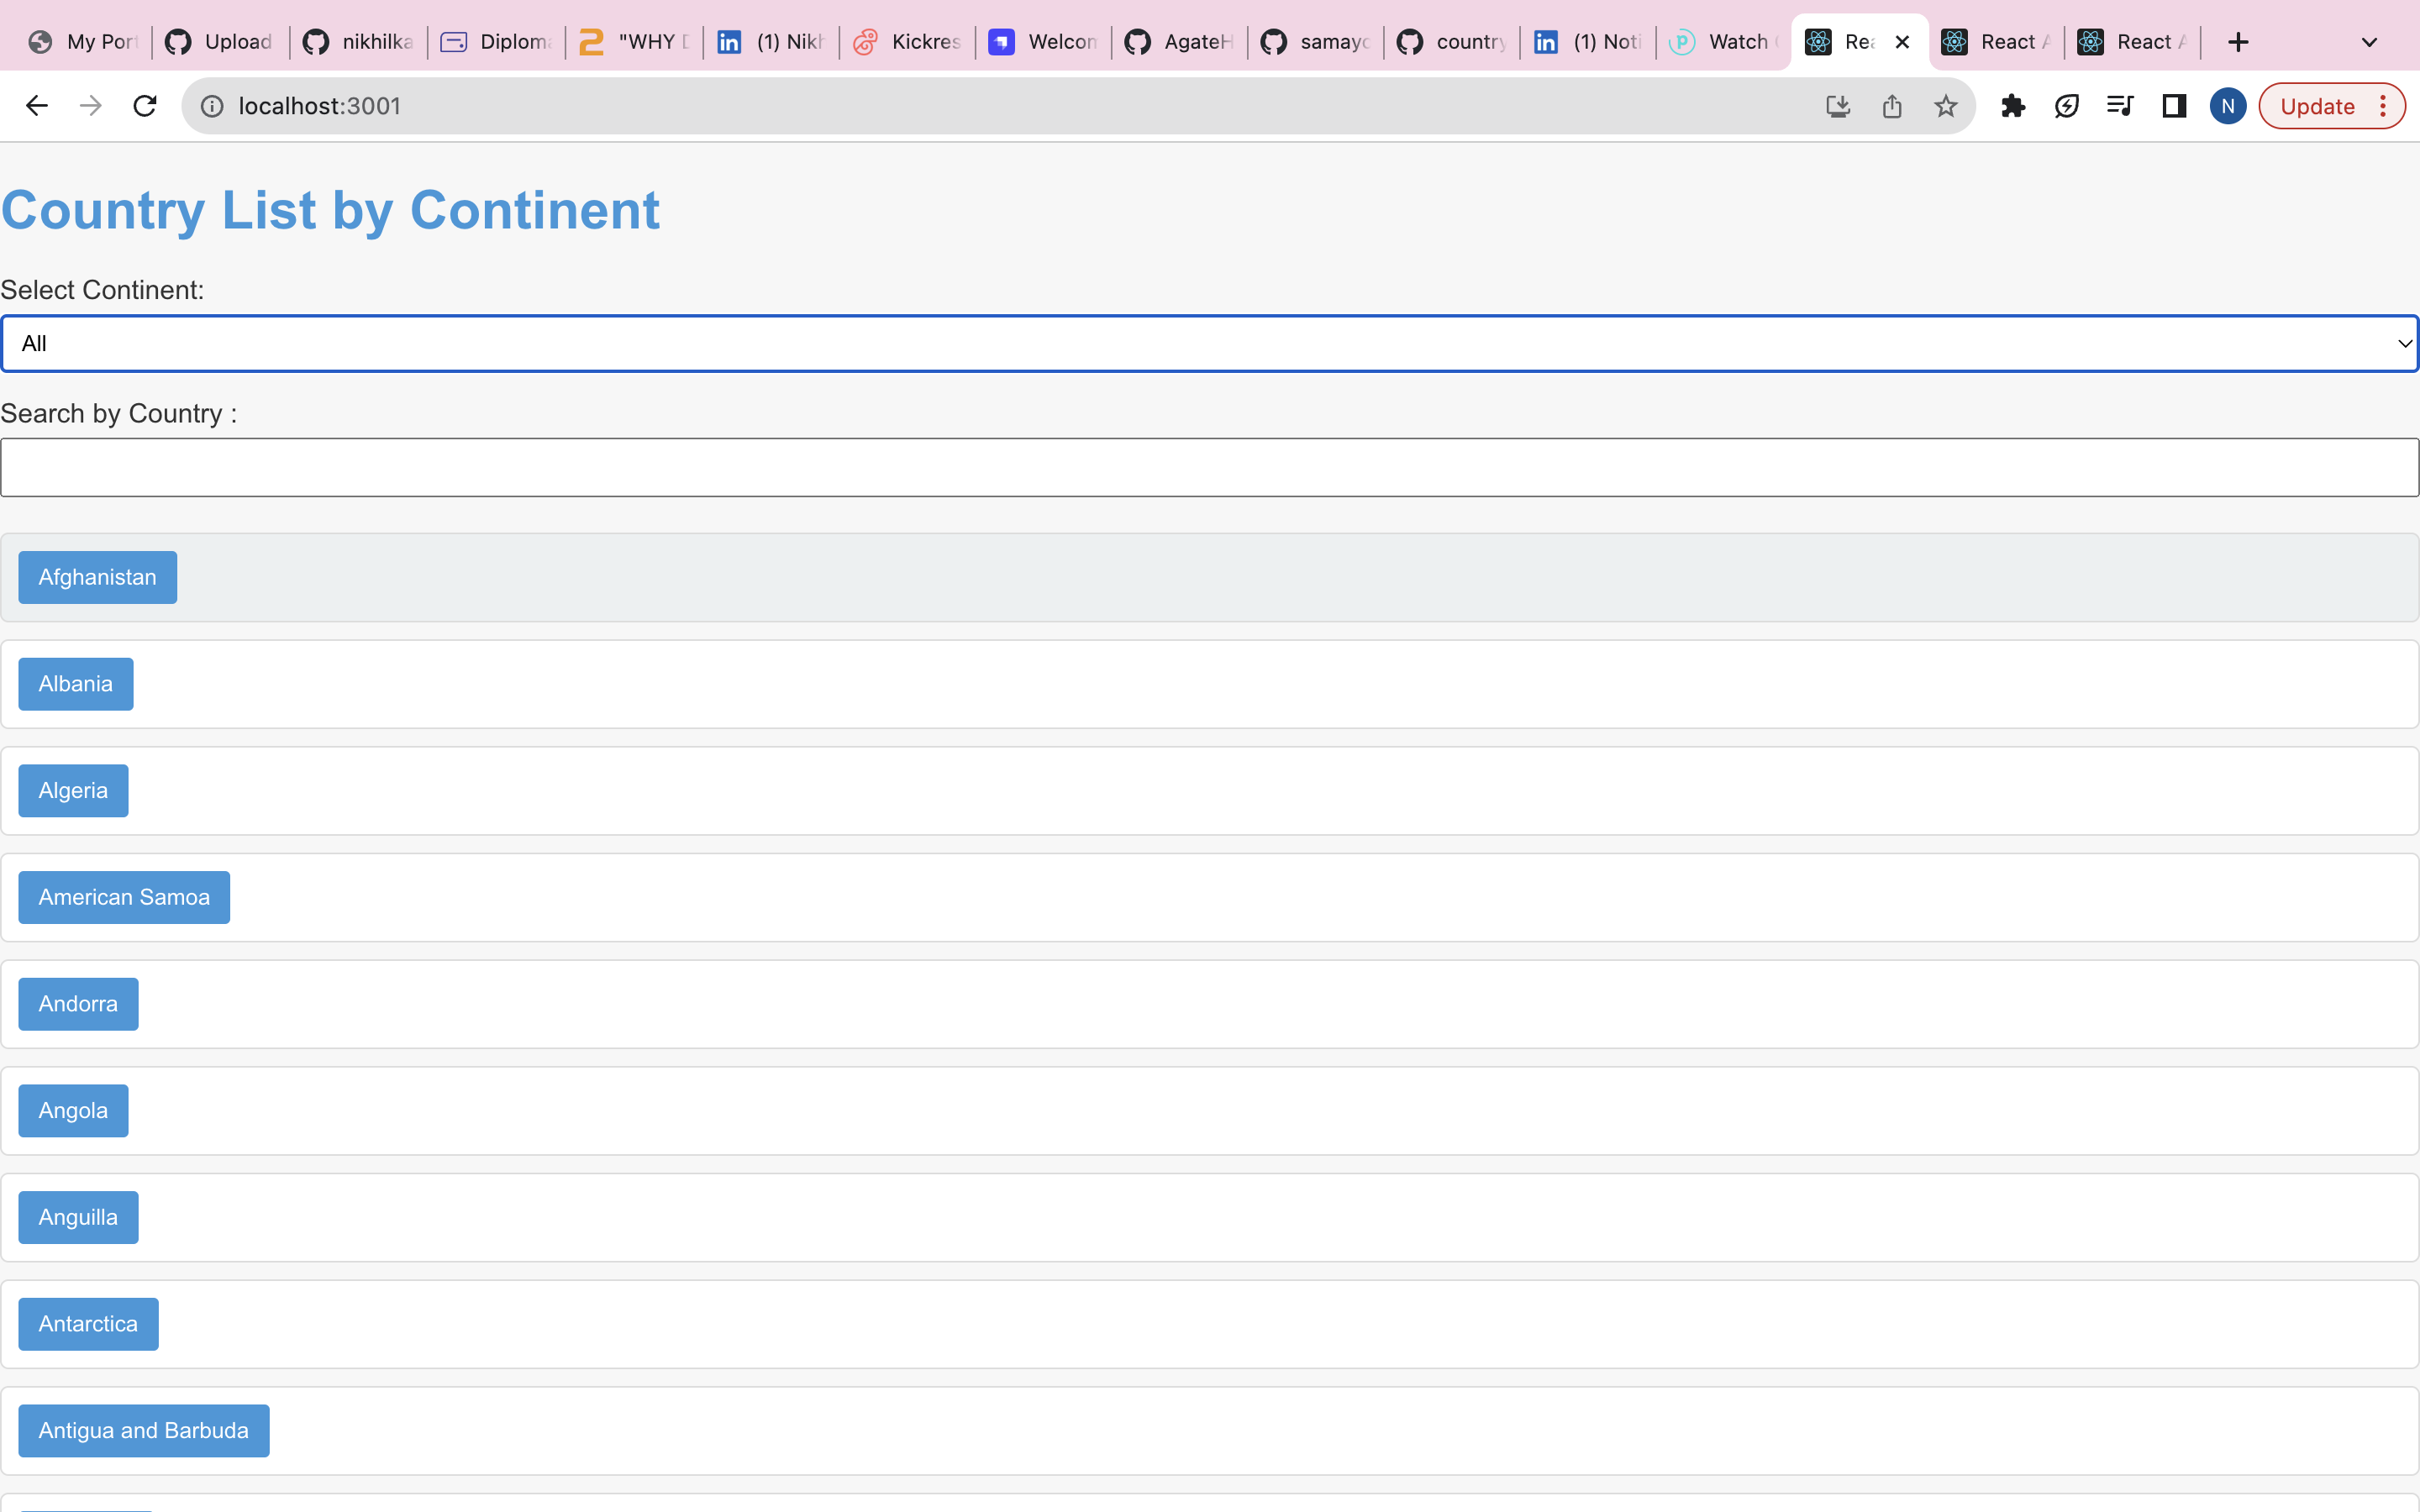 My Por
Upload
nikhilka
Diplom
"WHY
(1) Nikh
Kickres
Welcom
AgateH
samayc
country
(1) Noti
Watch
Rea
React A
React A
localhost:3001
N
Update
Country List by Continent
Select Continent:
All
Search by Country :
Afghanistan
Albania
Algeria
American Samoa
Andorra
Angola
Anguilla
Antarctica
Antigua and Barbuda